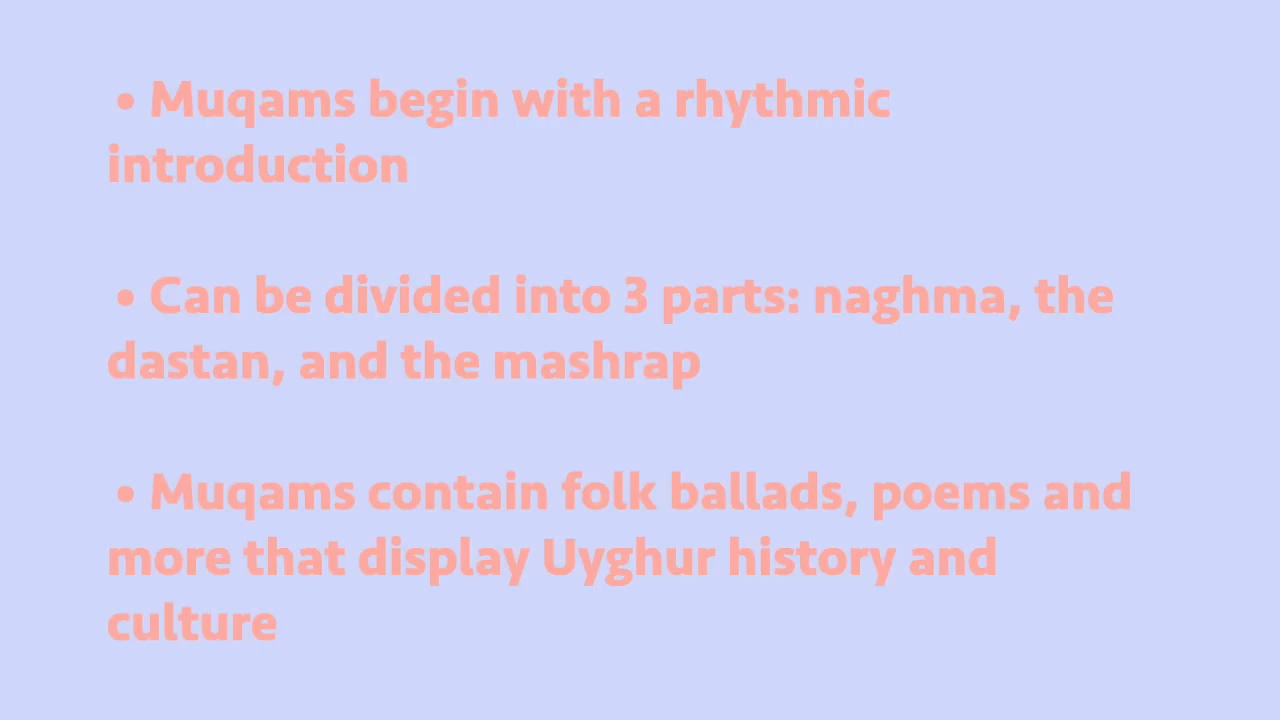 • Muqams begin with a rhythmic
introduction
• Can be divided into 3 parts: naghma, the
dastan, and the mashrap
• Muqams contain folk ballads, poems and
more that display Uyghur history and
culture